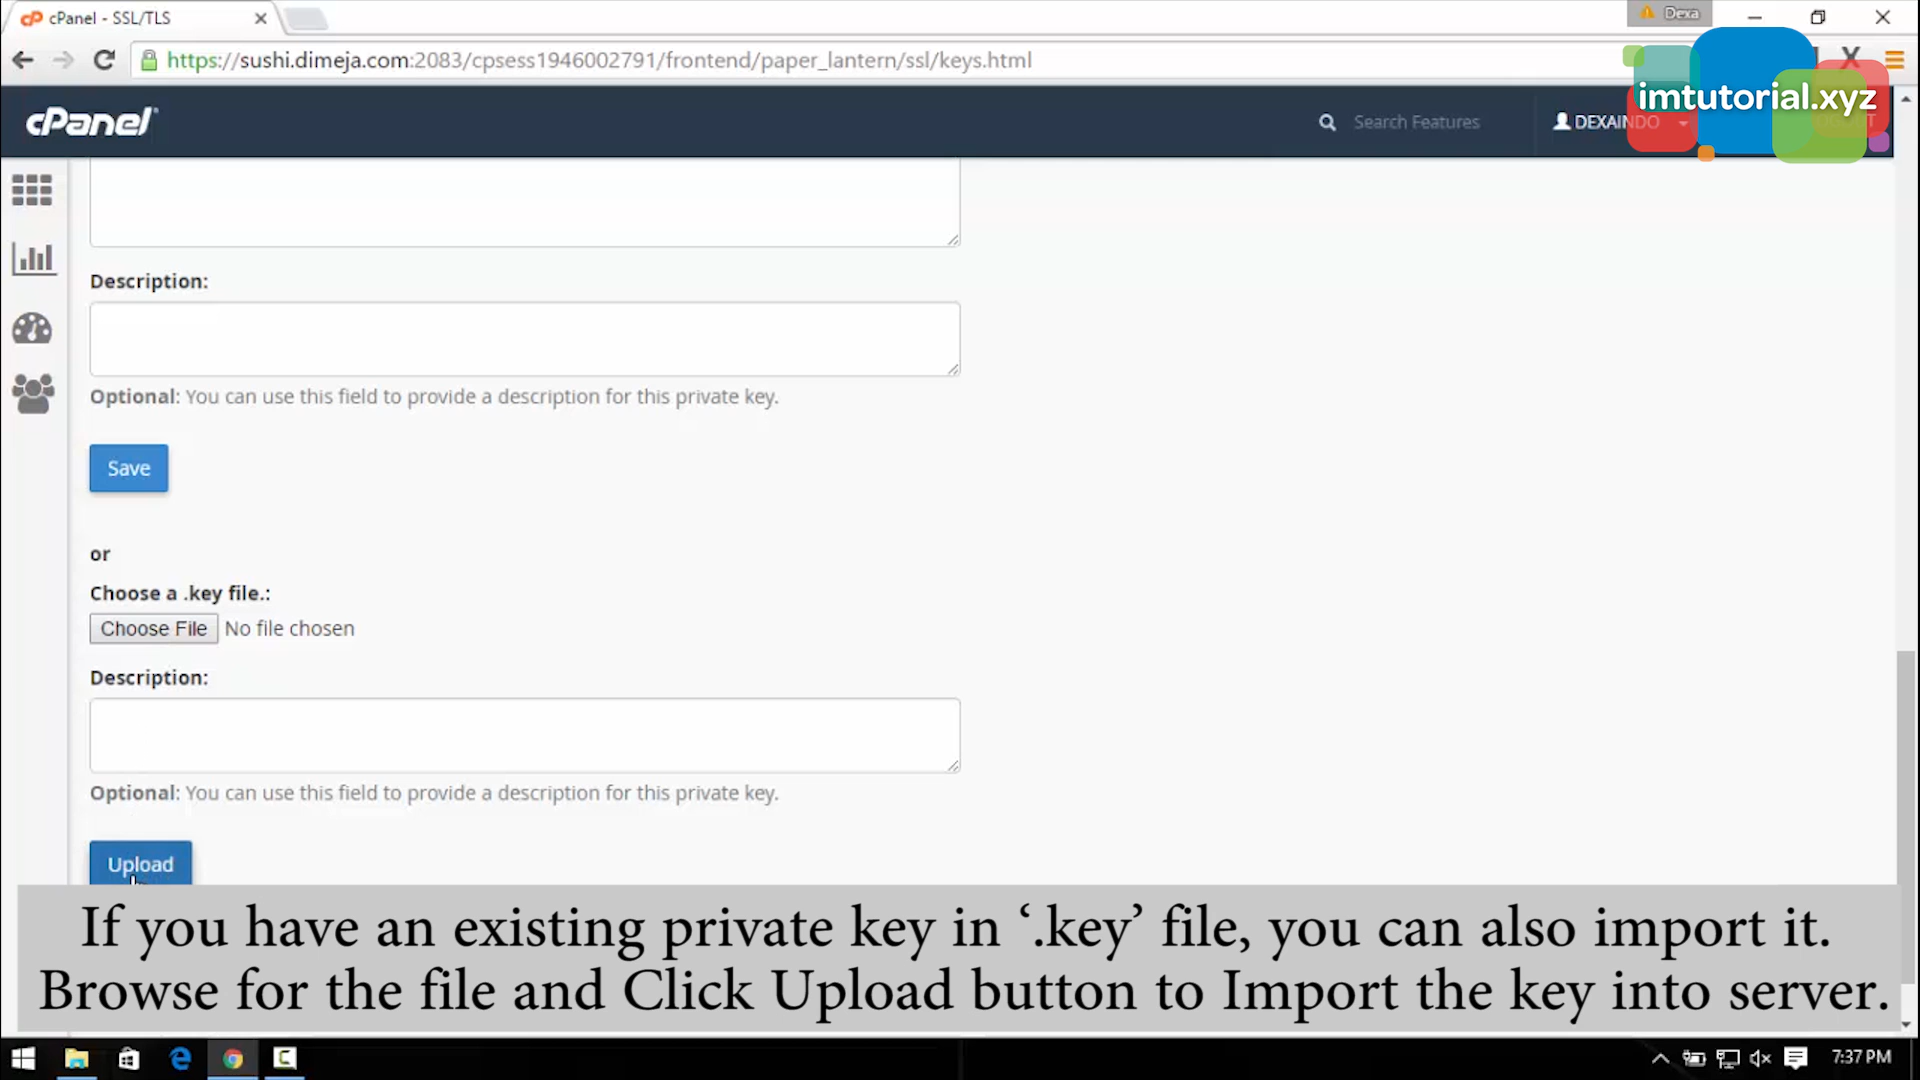 cPanel - SSL/TLS
Dexa
https://sushi.dimeja.com:2083/cpsess1946002791/frontend/paper_lantern/ssl/keys.html
imtutorial.xyz
cPanel
Search Features
DEXAINDO
Description:
Optional: You can use this field to provide a description for this private key.
Save
or
Choose a .key file.:
Choose File No file chosen
Description:
Optional: You can use this field to provide a description for this private key.
Upload
If you have an existing private key in ‘.key’ file, you can also import it.
Browse for the file and Click Upload button to Import the key into server.
7:37 PM